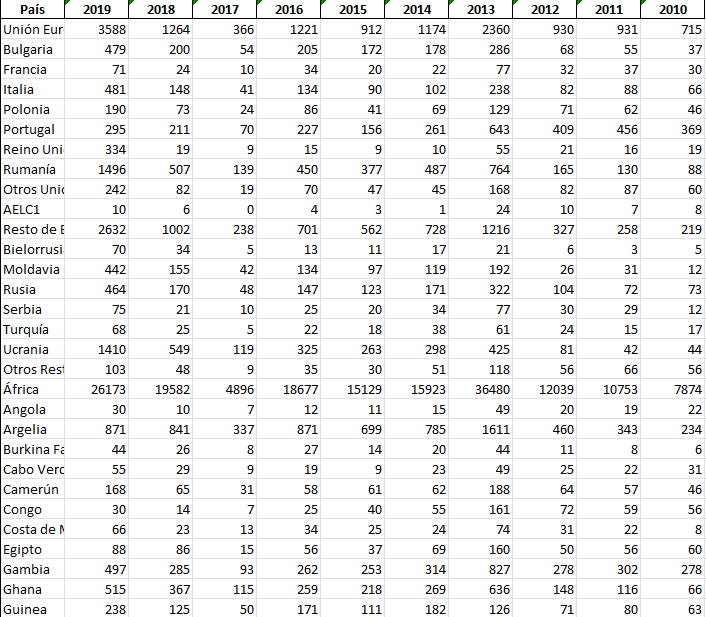 País 2019 2018 2017 2016 2015 2014 2013 2012 2011 2010
Unión Eur 3588 1264 366 1221 912 1174 2360 930 931 715
Bulgaria 479 200 54 205 172 178 286 68 55 37
Francia 71 24 10 34 20 22 77 32 37 30
Italia 481 148 41 134 90 102 238 82 88 66
Polonia 190 73 24 86 41 69 129 71 62 46
Portugal 295 211 70 227 156 261 643 409 456 369
Reino Uni 334 19 9 15 9 10 55 21 16 19
Rumanía 1496 507 139 450 377 487 764 165 130 88
Otros Unic 242 82 19 70 47 45 168 82 87 60
AELC1 10 6 0 4 3 1 24 10 7 8
Resto de E 2632 1002 238 701 562 728 1216 327 258 219
Bielorrusi 70 34 5 13 11 17 21 6 3 5
Moldavia 442 155 42 134 97 119 192 26 31 12
Rusia 464 170 48 147 123 171 322 104 72 73
Serbia 75 21 10 25 20 34 77 30 29 12
Turquía 68 25 5 22 18 38 61 24 15 17
Ucrania 1410 549 119 325 263 298 425 81 42 44
Otros Rest 103 48 9 35 30 51 118 56 66 56
África 26173 19582 4896 18677 15129 15923 36480 12039 10753 7874
Angola 30 10 7 12 11 15 49 20 19 22
Argelia 871 841 337 871 699 785 1611 460 343 234
Burkina Fa 44 26 8 27 14 20 44 11 8 6
Cabo Verd 55 29 9 19 9 23 49 25 22 31
Camerún 168 65 31 58 61 62 188 64 57 46
Congo 30 14 7 25 40 55 161 72 59 56
Costa de M 66 23 13 34 25 24 74 31 22 8
Egipto 88 86 15 56 37 69 160 50 56 60
Gambia 497 285 93 262 253 314 827 278 302 278
Ghana 515 367 115 259 218 269 636 148 116 66
Guinea 238 125 50 171 111 182 126 71 80 63